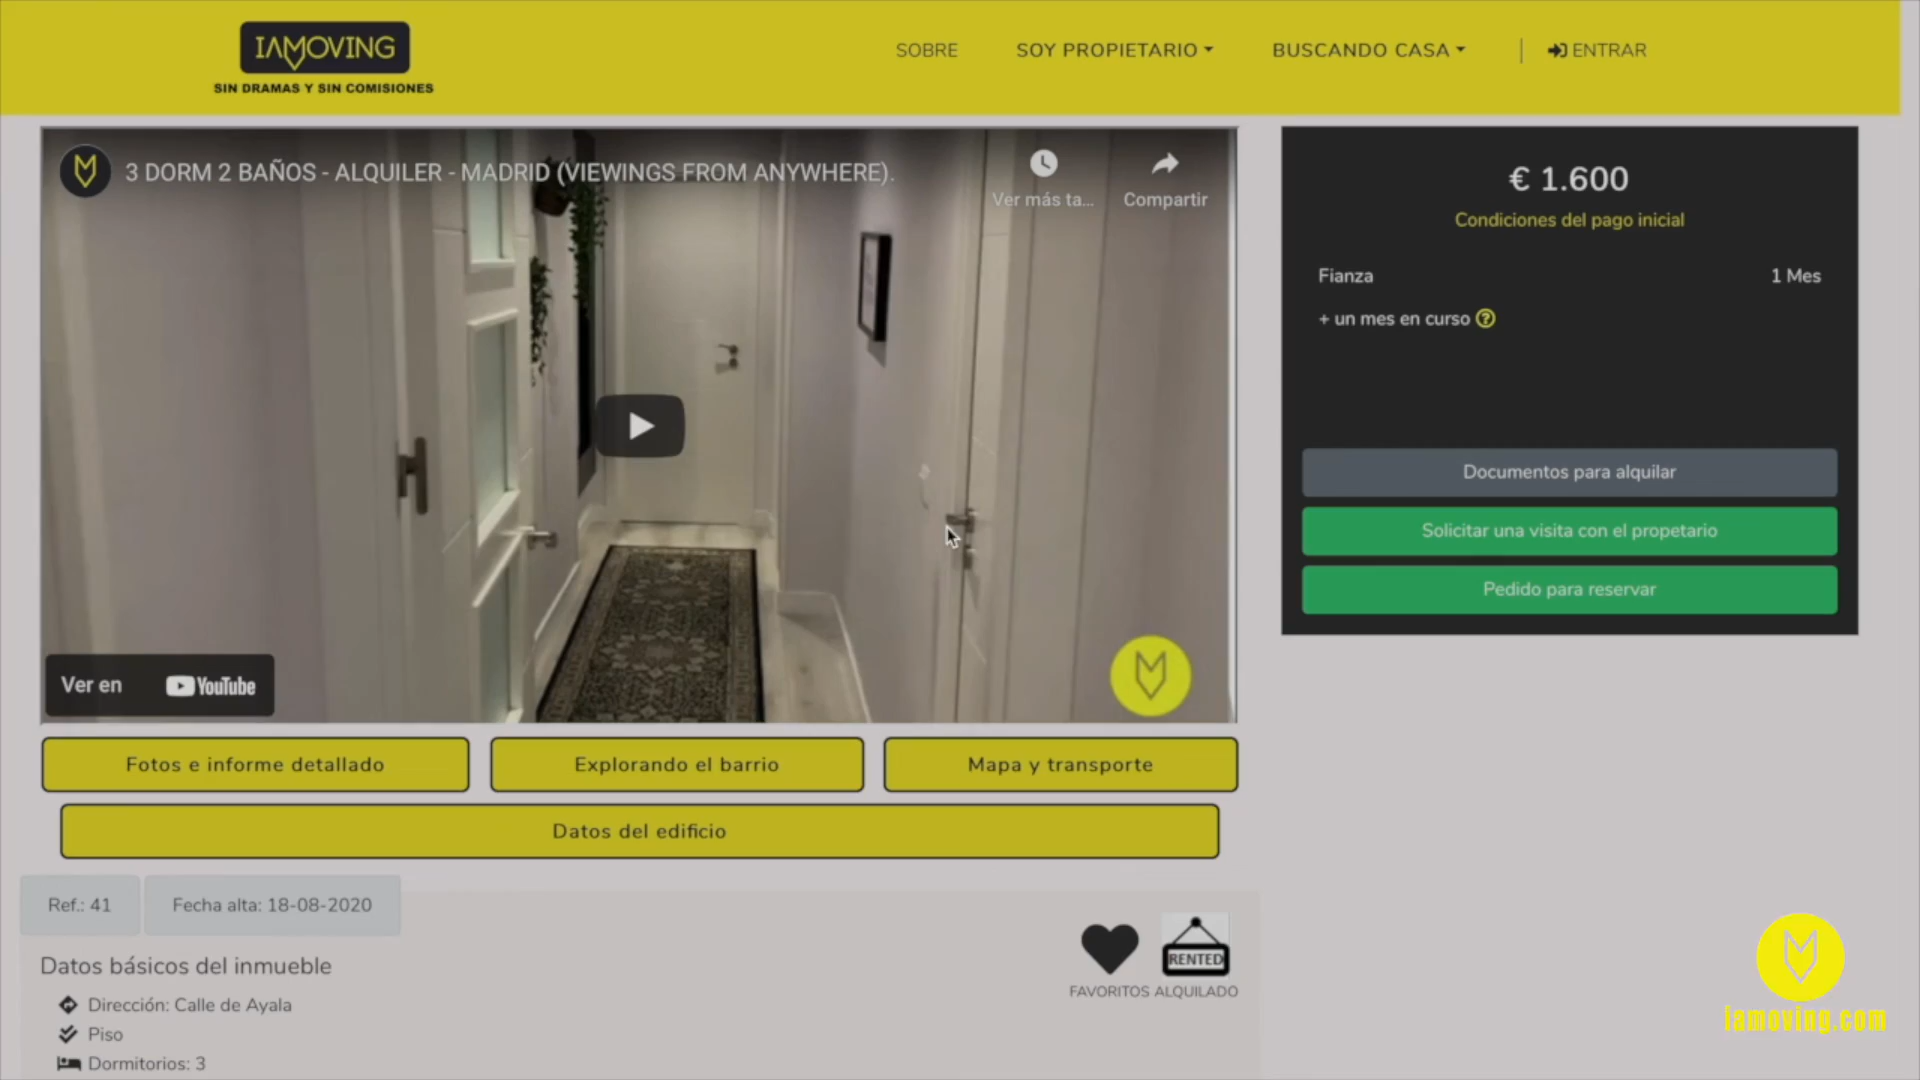 IAMOVING
SIN DRAMAS Y SIN COMISIONES
SOBRE
SOY PROPIETARIO
BUSCANDO CASA
ENTRAR
3 DORM 2 BAÑOS - ALQUILER - MADRID (VIEWINGS FROM ANYWHERE).
Ver más ta...
Compartir
Ver en YouTube
€ 1.600
Condiciones del pago inicial
Fianza 1 Mes
+ un mes en curso ?
Documentos para alquilar
Solicitar una visita con el propetario
Pedido para reservar
Fotos e informe detallado
Explorando el barrio
Mapa y transporte
Datos del edificio
Ref.: 41
Fecha alta: 18-08-2020
RENTED
FAVORITOS ALQUILADO
Datos básicos del inmueble
Dirección: Calle de Ayala
Piso
Dormitorios: 3
iamoving.com